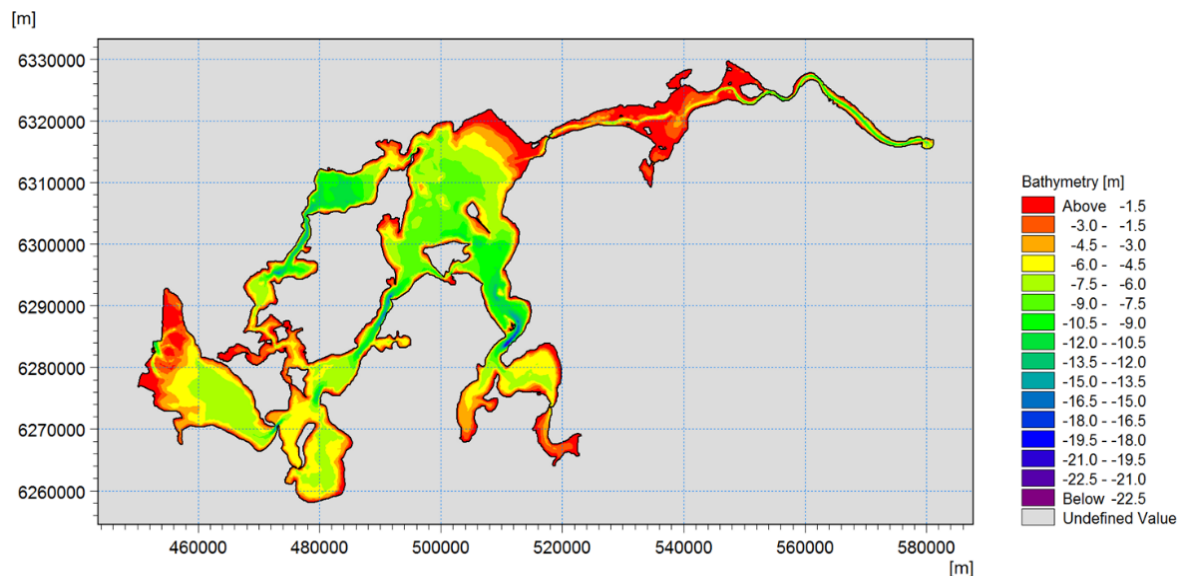 [m]
6330000
6320000
6310000
6300000
6290000
6280000
6270000
6260000
460000 480000 500000 520000 540000 560000 580000
[m]
Bathymetry [m]
Above -1.5
-3.0 - -1.5
-4.5 - -3.0
-6.0 - -4.5
-7.5 - -6.0
-9.0 - -7.5
-10.5 - -9.0
-12.0 - -10.5
-13.5 - -12.0
-15.0 - -13.5
-16.5 - -15.0
-18.0 - -16.5
-19.5 - -18.0
-21.0 - -19.5
-22.5 - -21.0
Below -22.5
Undefined Value